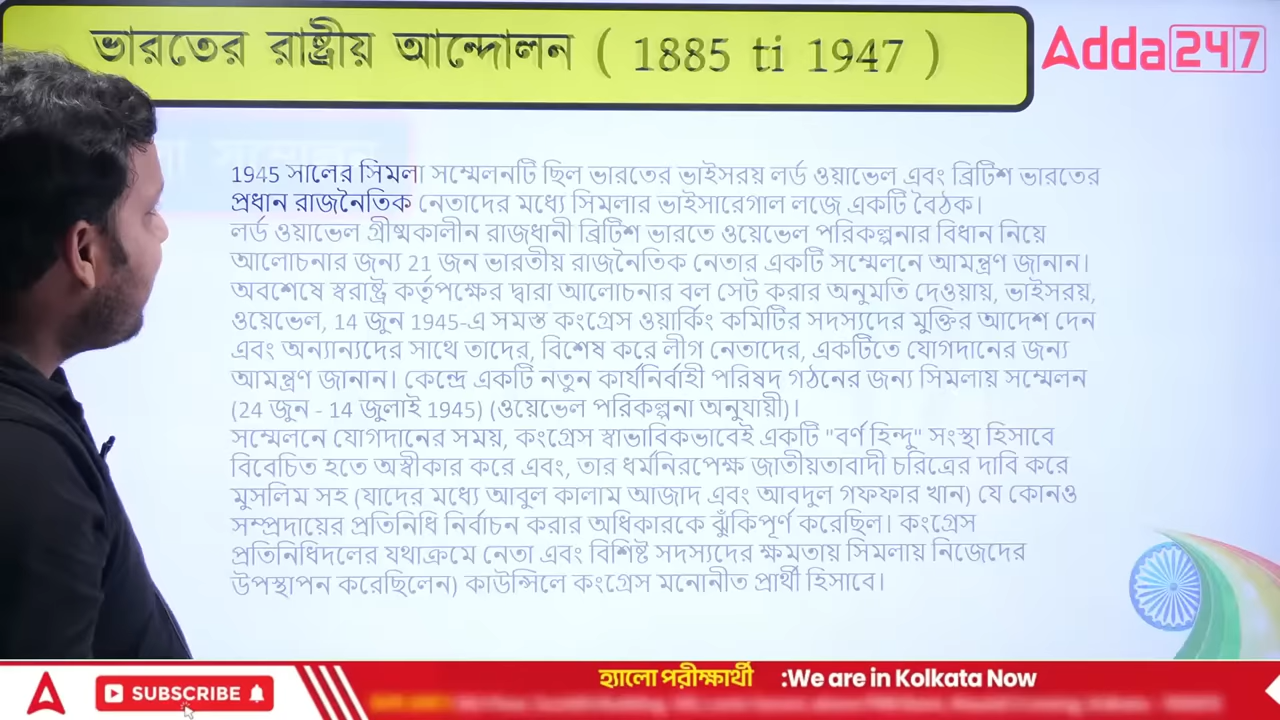 ভারতের রাষ্ট্রীয় আন্দোলন ( 1885 ti 1947 )
Adda247
1945 সালের সিমলা সম্মেলনটি ছিল ভারতের ভাইসরয় লর্ড ওয়াভেল এবং ব্রিটিশ ভারতের
প্রধান রাজনৈতিক নেতাদের মধ্যে সিমলার ভাইসারেগাল লজে একটি বৈঠক।
লর্ড ওয়াভেল গ্রীষ্মকালীন রাজধানী ব্রিটিশ ভারতে ওয়েভেল পরিকল্পনার বিধান নিয়ে
আলোচনার জন্য 21 জন ভারতীয় রাজনৈতিক নেতার একটি সম্মেলনে আমন্ত্রণ জানান।
অবশেষে স্বরাষ্ট্র কর্তৃপক্ষের দ্বারা আলোচনার বল সেট করার অনুমতি দেওয়ায়, ভাইসরয়,
ওয়েভেল, 14 জুন 1945-এ সমস্ত কংগ্রেস ওয়ার্কিং কমিটির সদস্যদের মুক্তির আদেশ দেন
এবং অন্যান্যদের সাথে তাদের, বিশেষ করে লীগ নেতাদের, একটিতে যোগদানের জন্য
আমন্ত্রণ জানান। কেন্দ্রে একটি নতুন কার্যনির্বাহী পরিষদ গঠনের জন্য সিমলায় সম্মেলন
(24 জুন - 14 জুলাই 1945) (ওয়েভেল পরিকল্পনা অনুযায়ী)।
সম্মেলনে যোগদানের সময়, কংগ্রেস স্বাভাবিকভাবেই একটি "বর্ণ হিন্দু" সংস্থা হিসাবে
বিবেচিত হতে অস্বীকার করে এবং, তার ধর্মনিরপেক্ষ জাতীয়তাবাদী চরিত্রের দাবি করে
মুসলিম সহ (যাদের মধ্যে আবুল কালাম আজাদ এবং আবদুল গফফার খান) যে কোনও
সম্প্রদায়ের প্রতিনিধি নির্বাচন করার অধিকারকে ঝুঁকিপূর্ণ করেছিল। কংগ্রেস
প্রতিনিধিদলের যথাক্রমে নেতা এবং বিশিষ্ট সদস্যদের ক্ষমতায় সিমলায় নিজেদের
উপস্থাপন করেছিলেন) কাউন্সিলে কংগ্রেস মনোনীত প্রার্থী হিসাবে।
SUBSCRIBE
হ্যালো পরীক্ষার্থী :We are in Kolkata Now